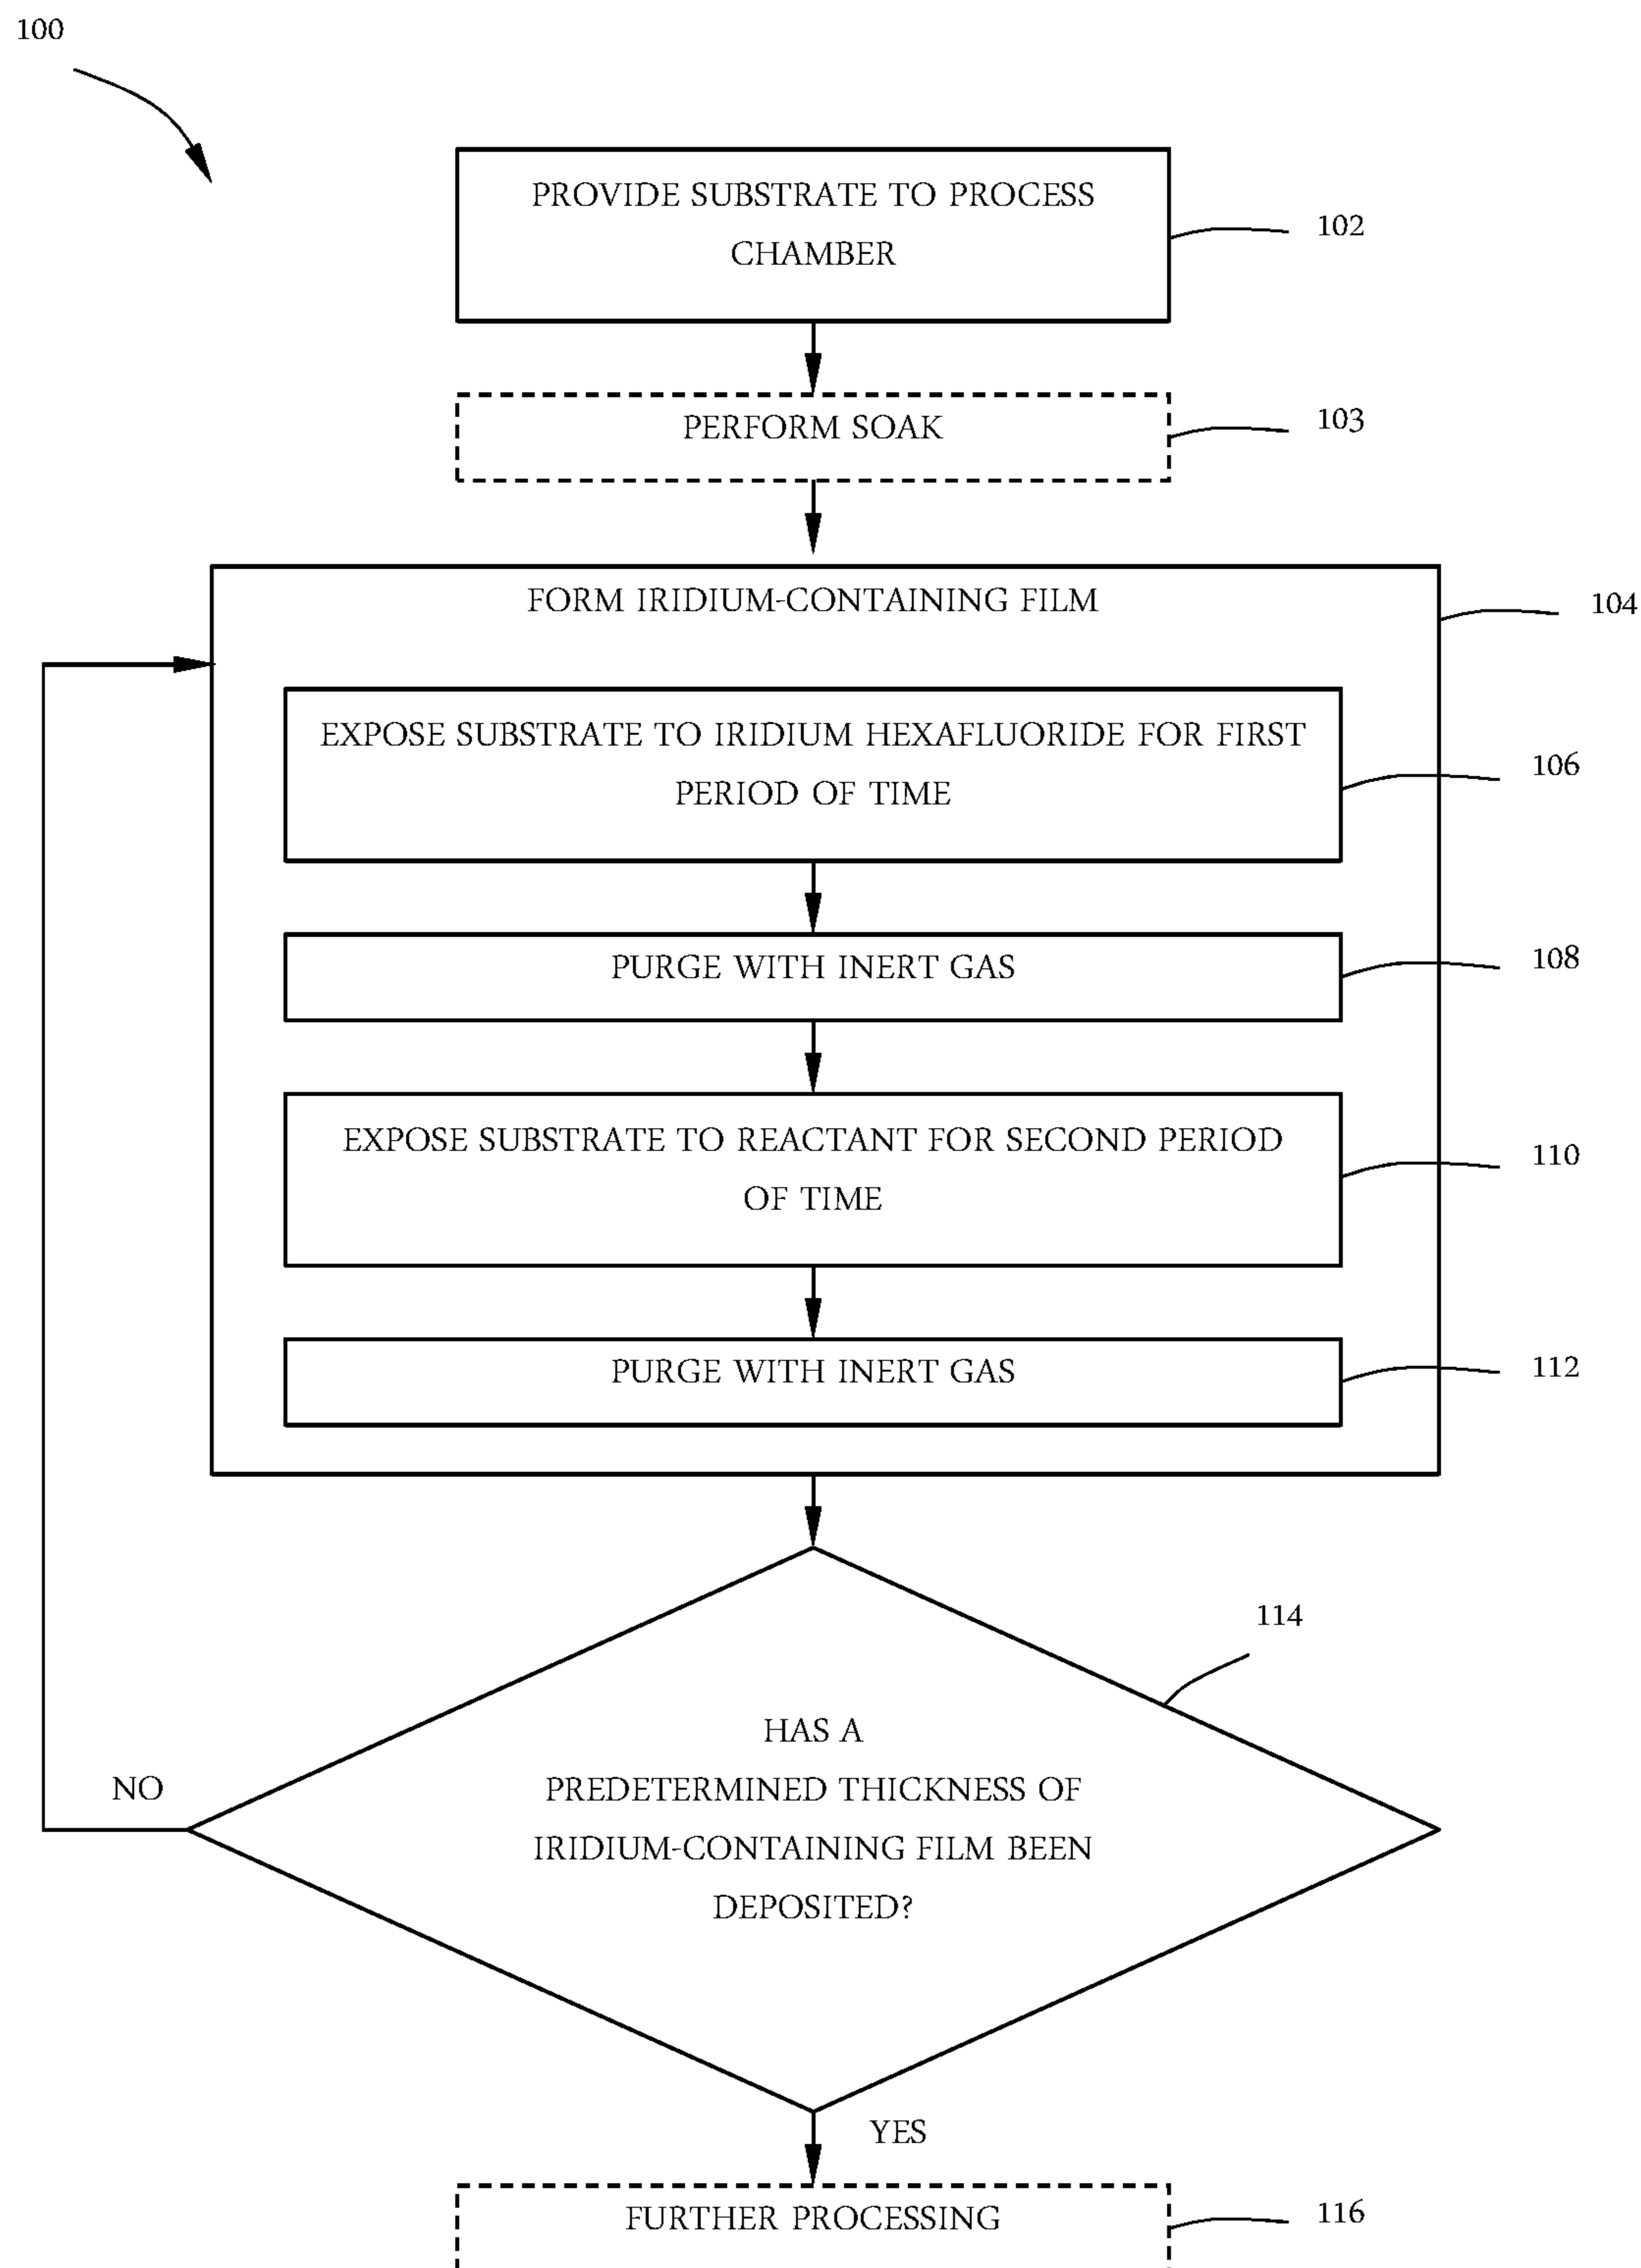 100
PROVIDE SUBSTRATE TO PROCESS
CHAMBER
102
PERFORM SOAK
103
FORM IRIDIUM-CONTAINING FILM
104
EXPOSE SUBSTRATE TO IRIDIUM HEXAFLUORIDE FOR FIRST
PERIOD OF TIME
106
PURGE WITH INERT GAS
108
EXPOSE SUBSTRATE TO REACTANT FOR SECOND PERIOD
OF TIME
110
PURGE WITH INERT GAS
112
114
HAS A
PREDETERMINED THICKNESS OF
IRIDIUM-CONTAINING FILM BEEN
DEPOSITED?
NO
YES
FURTHER PROCESSING
116